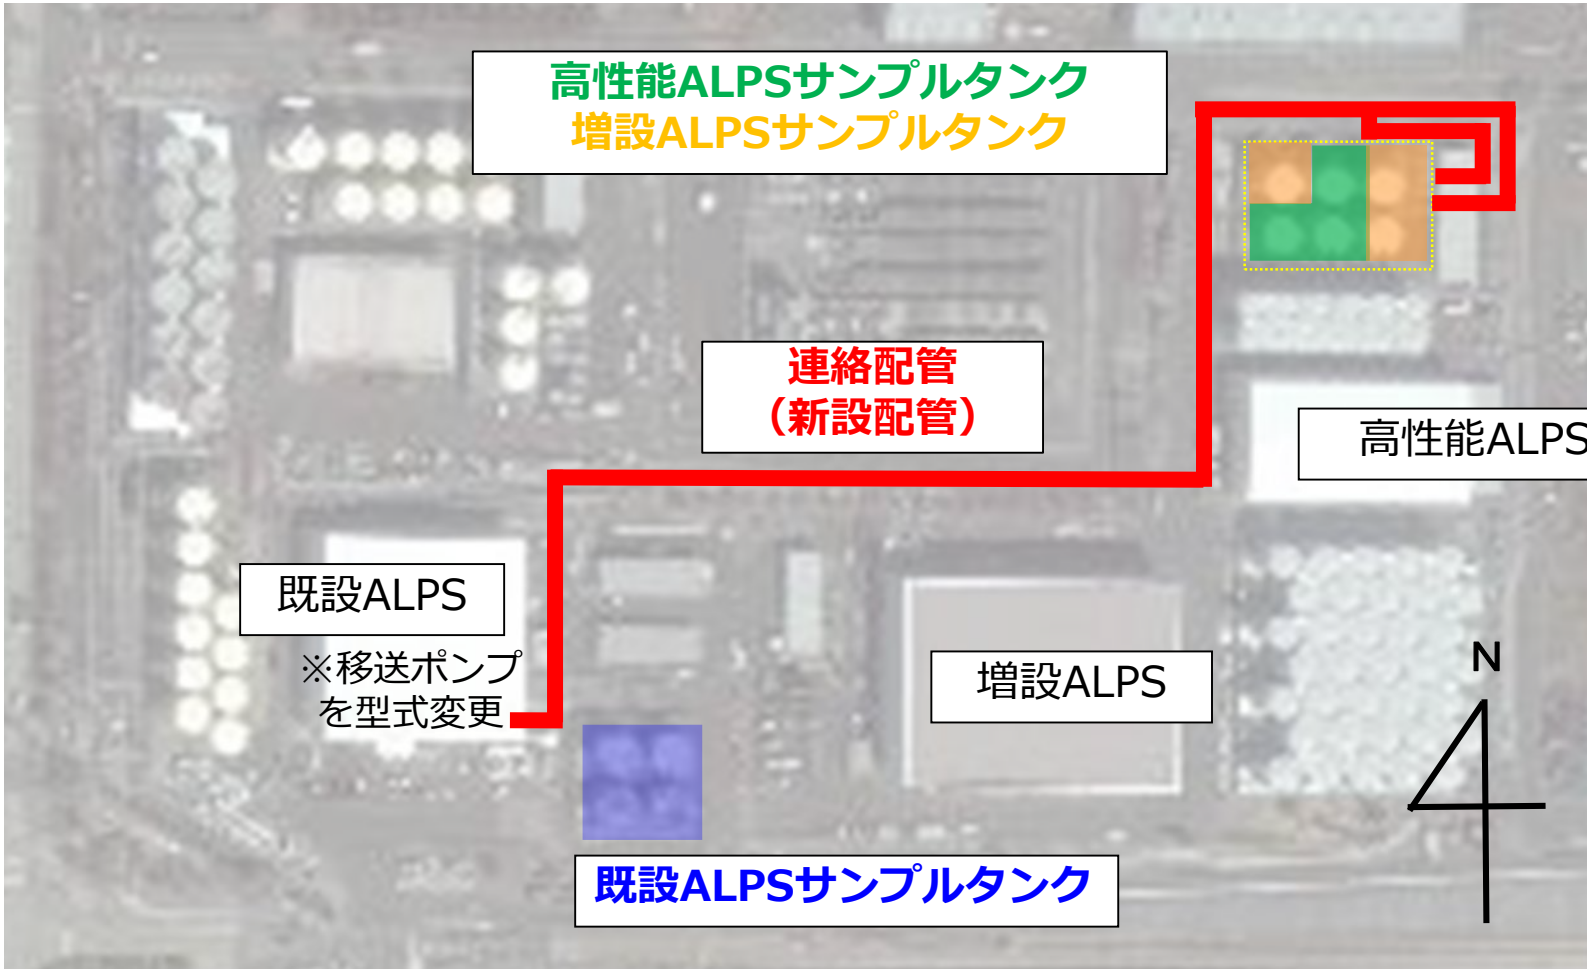 高性能ALPSサンプルタンク
増設ALPSサンプルタンク
連絡配管
（新設配管）
高性能ALPS
既設ALPS
※移送ポンプ
を型式変更
増設ALPS
N
既設ALPSサンプルタンク